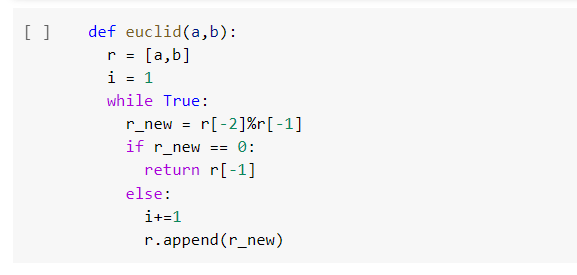 [ ] def euclid(a,b):
r = [a,b]
i = 1
while True:
r_new = r[-2]%r[-1]
if r_new == 0:
return r[-1]
else:
i+=1
r.append(r_new)